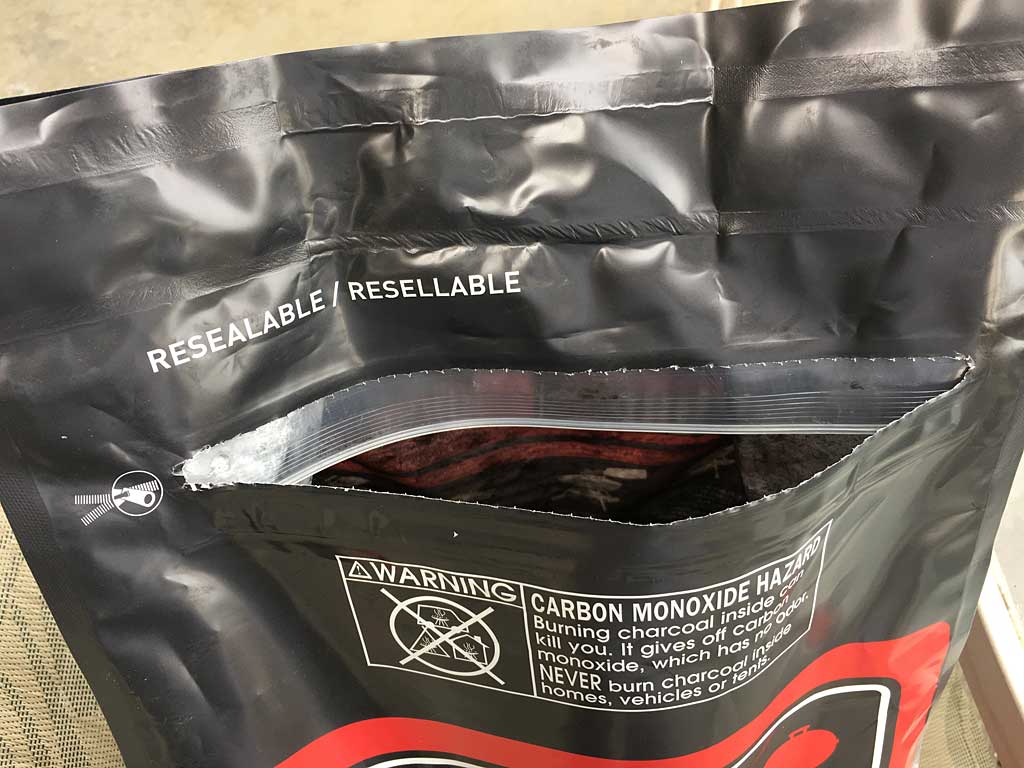 RESEALABLE / RESELLABLE
WARNING
CARBON MONOXIDE HAZARD
Burning charcoal inside can
kill you. It gives off carbon
monoxide, which has no odor.
NEVER burn charcoal inside
homes, vehicles or tents.